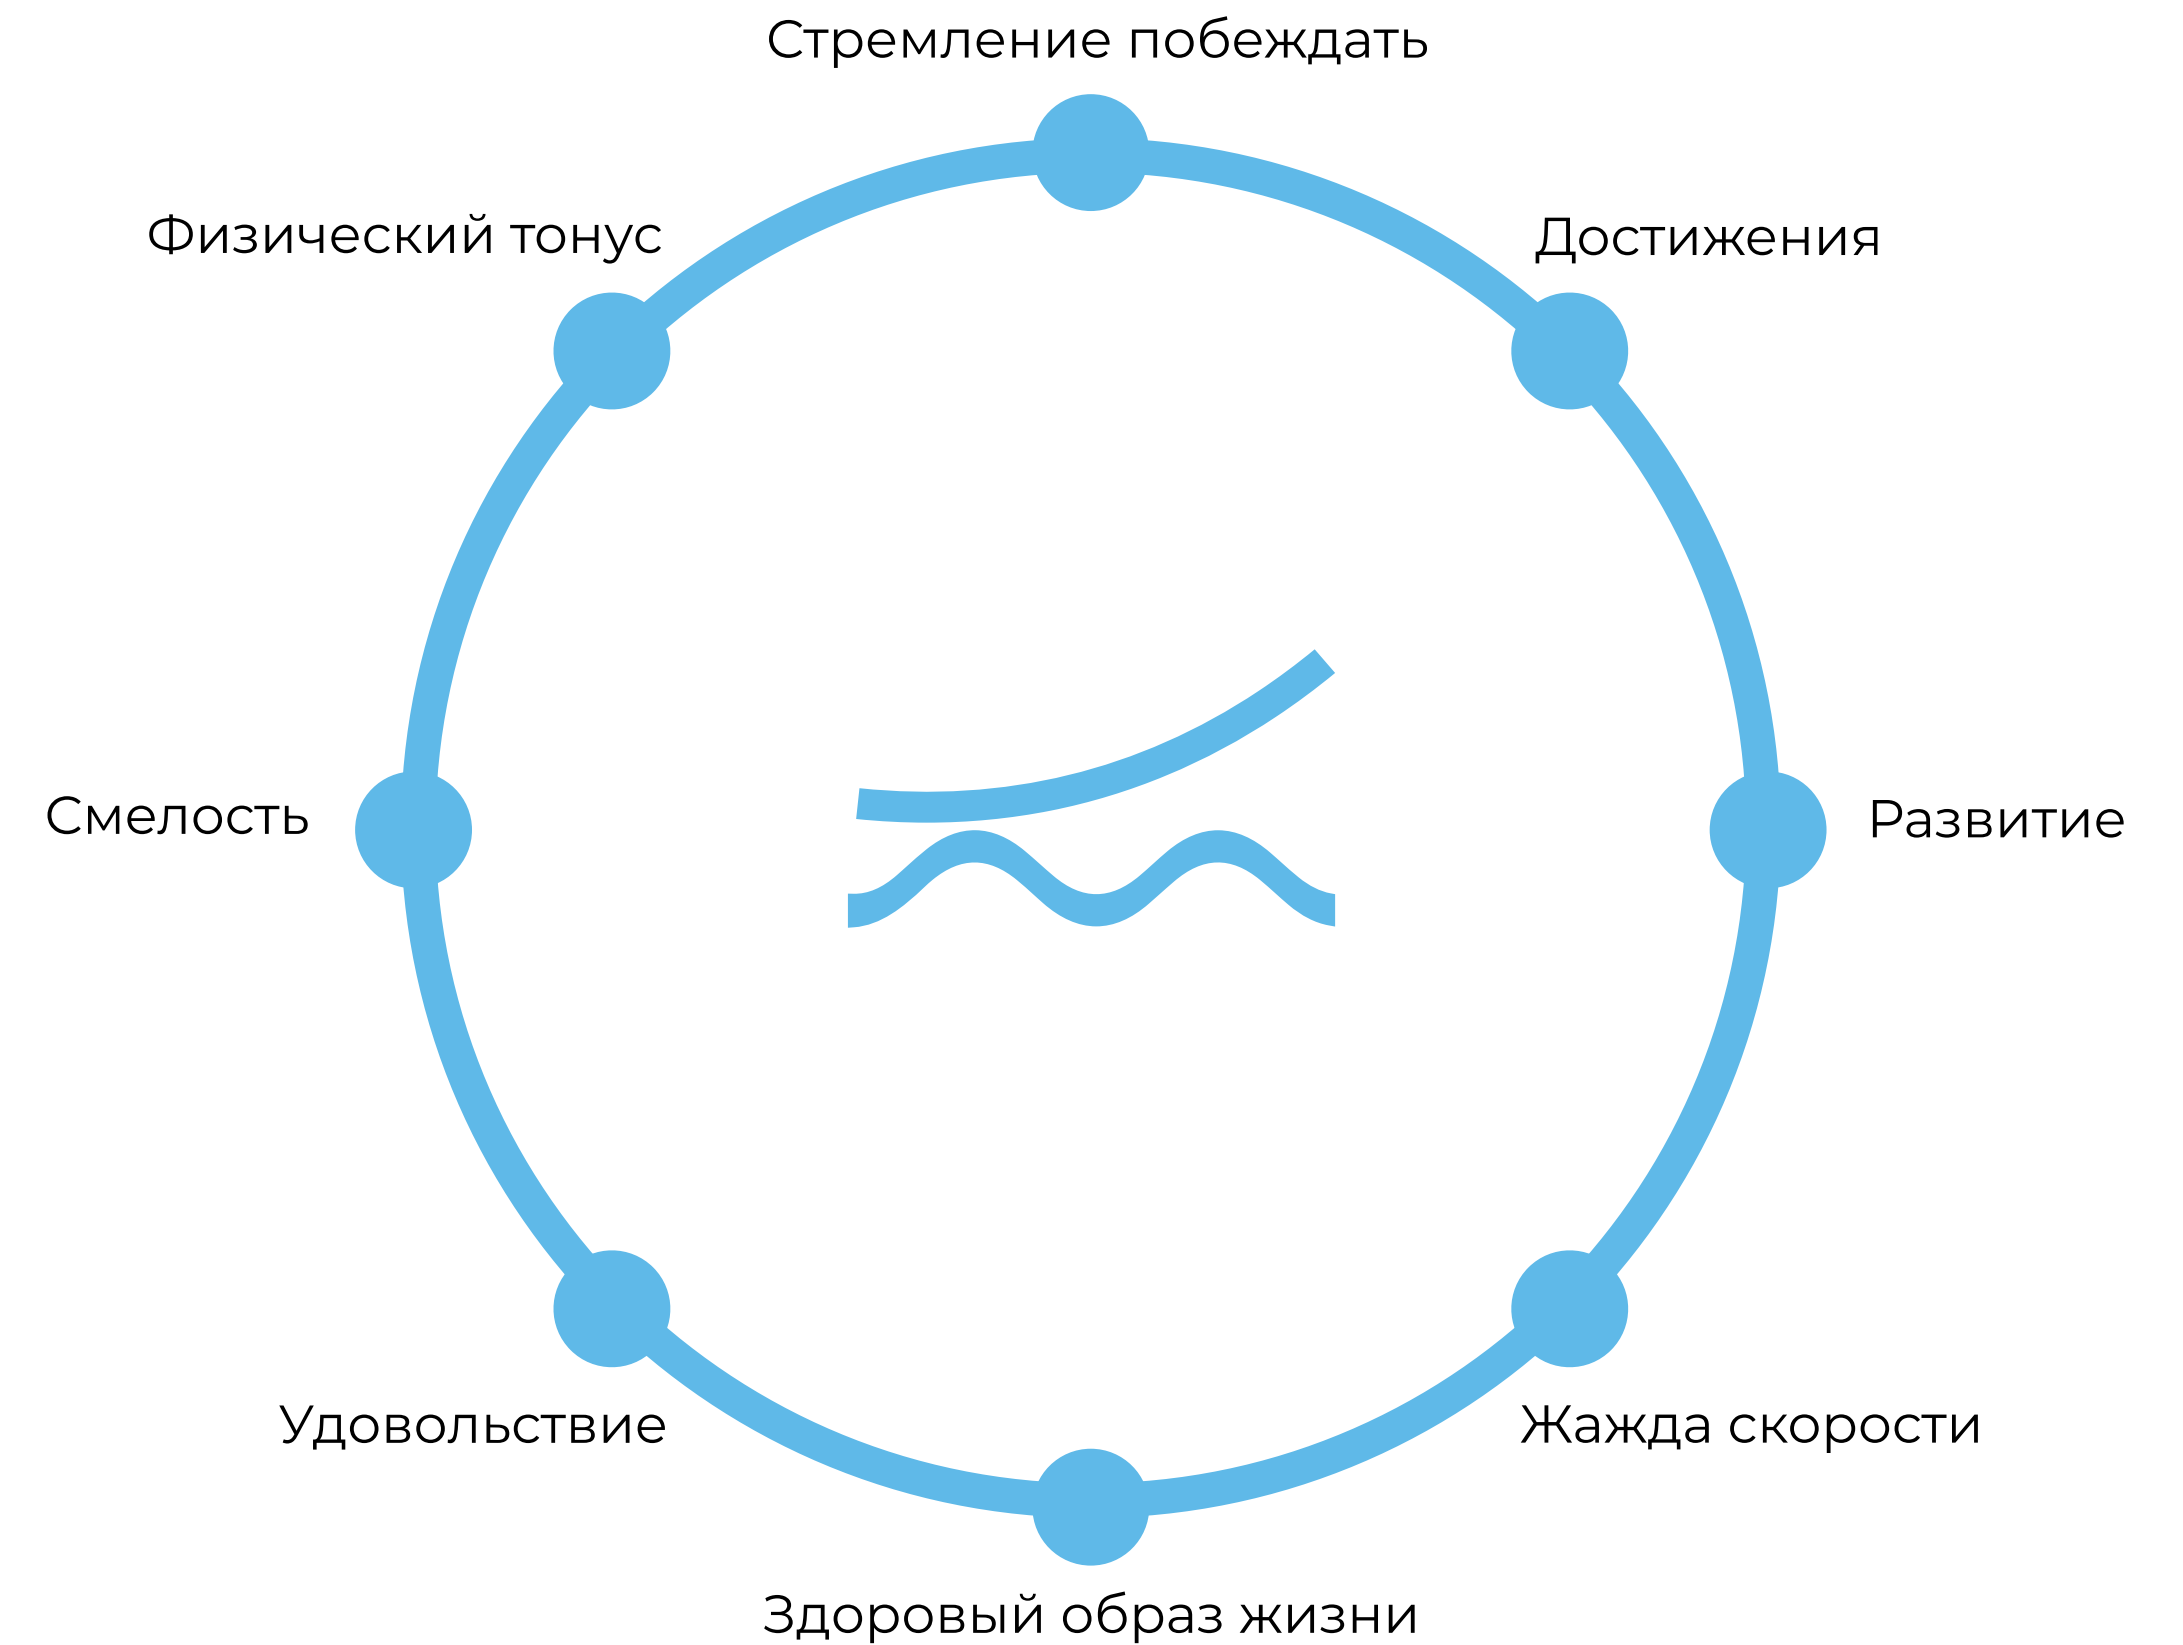 Стремление побеждать
Физический тонус
Достижения
Смелость
Развитие
Удовольствие
Жажда скорости
Здоровый образ жизни